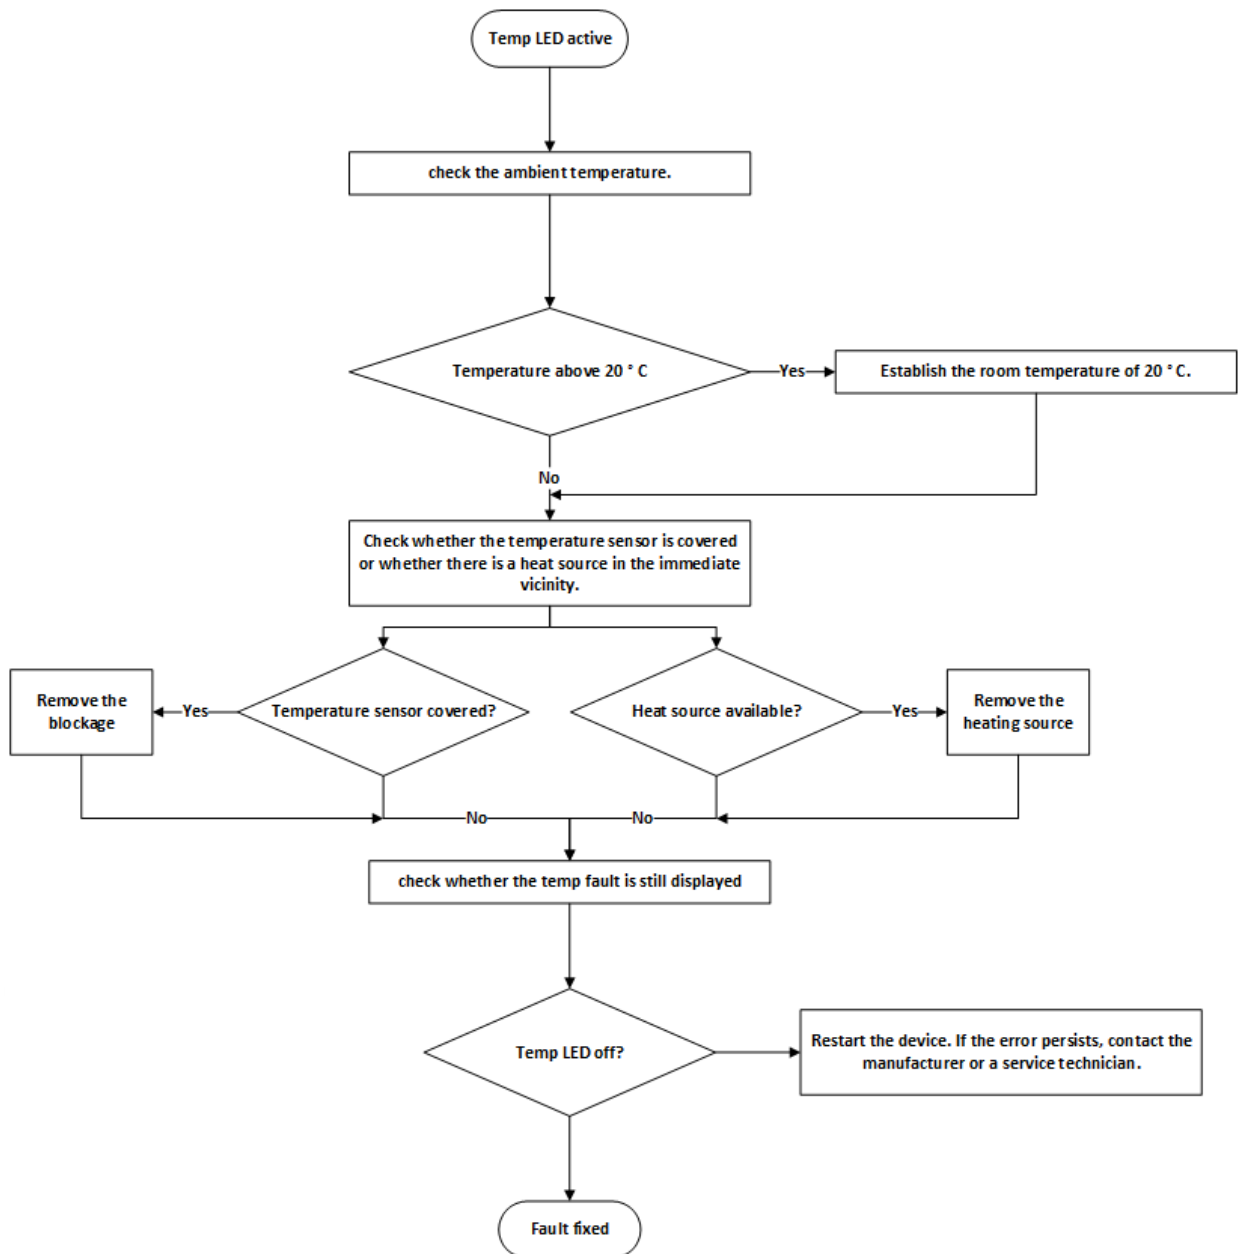 Temp LED active
check the ambient temperature.
Temperature above 20 ° C
Yes
Establish the room temperature of 20 ° C.
No
Check whether the temperature sensor is covered
or whether there is a heat source in the immediate
vicinity.
Remove the
blockage
Yes
Temperature sensor covered?
Heat source available?
Yes
Remove the
heating source
No
No
check whether the temp fault is still displayed
Temp LED off?
Restart the device. If the error persists, contact the
manufacturer or a service technician.
Fault fixed